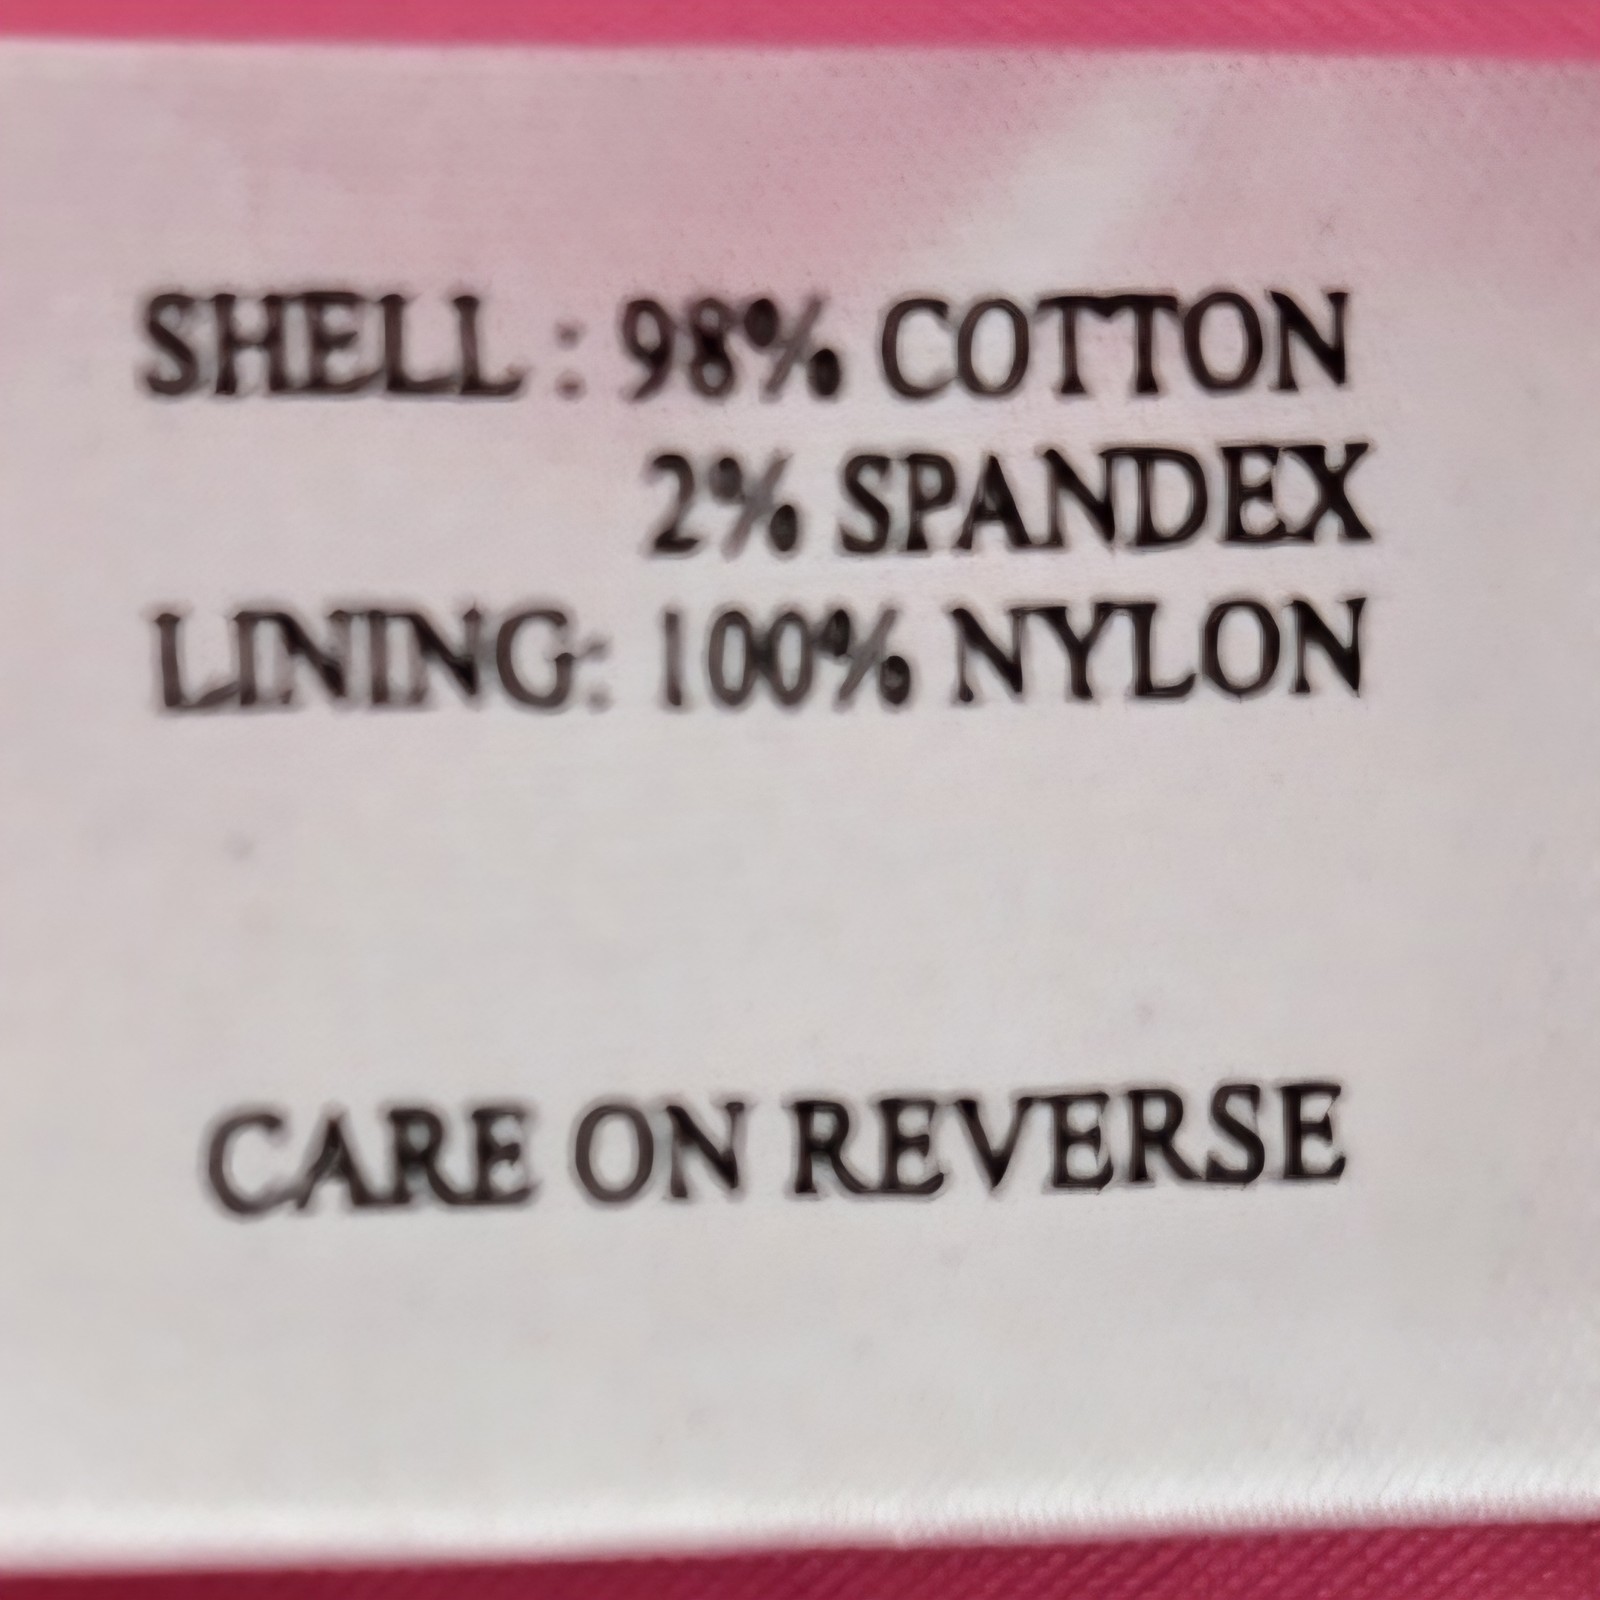 SHELL : 98% COTTON
2% SPANDEX
LINING: 100% NYLON
CARE ON REVERSE